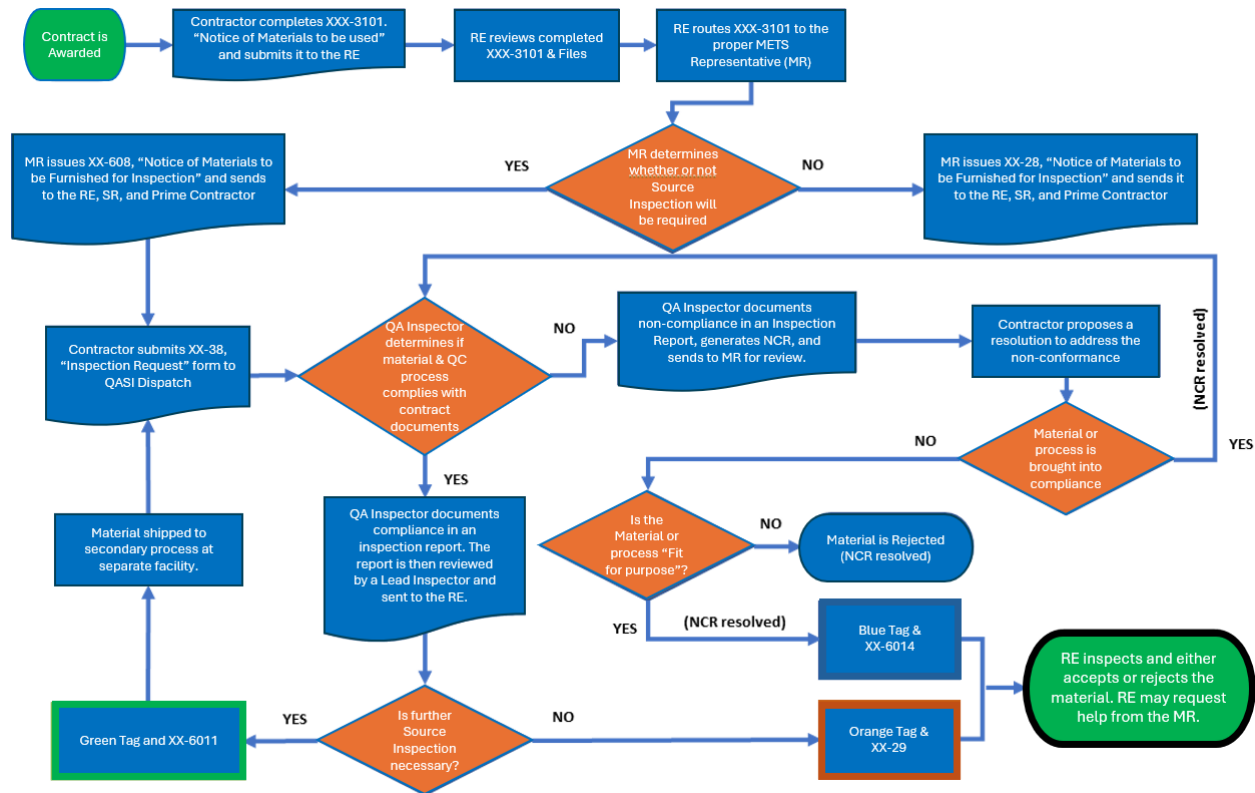 Contract is
Awarded
Contractor completes XXX-3101.
“Notice of Materials to be used”
and submits it to the RE
RE reviews completed
XXX-3101 & Files
RE routes XXX-3101 to the
proper METS
Representative (MR)
MR issues XX-608, “Notice of Materials to
be Furnished for Inspection” and sends
to the RE, SR, and Prime Contractor
YES
MR determines
whether or not
Source
Inspection will
be required
NO
MR issues XX-28, “Notice of Materials to
be Furnished for Inspection” and sends it
to the RE, SR, and Prime Contractor
Contractor submits XX-38,
“Inspection Request” form to
QASI Dispatch
QA Inspector
determines if
material & QC
process
complies with
contract
documents
NO
QA Inspector documents
non-compliance in an Inspection
Report, generates NCR, and
sends to MR for review.
Contractor proposes a
resolution to address the
non-conformance
(NCR resolved)
YES
Material or
process is
brought into
compliance
NO
YES
QA Inspector documents
compliance in an
inspection report. The
report is then reviewed
by a Lead Inspector and
sent to the RE.
Is the
Material or
process “Fit
for purpose”?
NO
Material is Rejected
(NCR resolved)
Material shipped to
secondary process at
separate facility.
YES
(NCR resolved)
Blue Tag &
XX-6014
RE inspects and either
accepts or rejects the
material. RE may request
help from the MR.
Green Tag and XX-6011
YES
Is further
Source
Inspection
necessary?
NO
Orange Tag &
XX-29